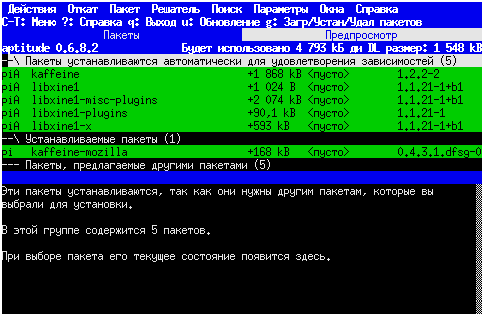 Действия Откат Пакет Решатель Поиск Параметры Окна Справка
C-T: Меню ?: Справка q: Выход u: Обновление g: Загр/Устан/Удал пакетов
Пакеты Предпросмотр
aptitude 0.6.8.2 Будет использовано 4 793 кБ ди DL размер: 1 548 kB
--\ Пакеты устанавливаются автоматически для удовлетворения зависимостей (5)
piA kaffeine +1 868 kB <пусто> 1.2.2-2
piA libxine1 +1 024 B <пусто> 1.1.21-1+b1
piA libxine1-misc-plugins +2 074 kB <пусто> 1.1.21-1+b1
piA libxine1-plugins +90,1 kB <пусто> 1.1.21-1
piA libxine1-x +593 kB <пусто> 1.1.21-1+b1
--\ Устанавливаемые пакеты (1)
pi kaffeine-mozilla +168 kB <пусто> 0.4.3.1.dfsg-0
--- Пакеты, предлагаемые другими пакетами (5)
Эти пакеты устанавливаются, так как они нужны другим пакетам, которые вы
выбрали для установки.
В этой группе содержится 5 пакетов.
При выборе пакета его текущее состояние появится здесь.